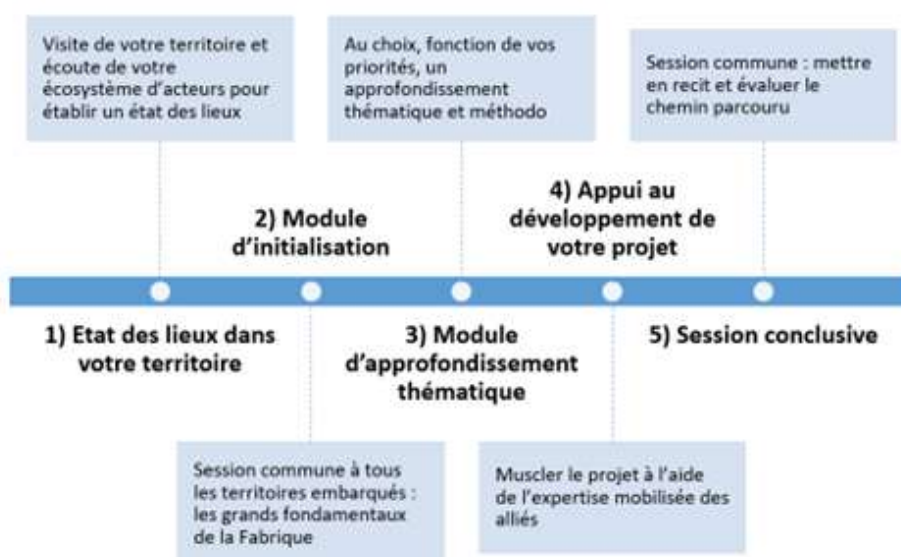 Visite de votre territoire et
écoute de votre
écosystème d'acteurs pour
établir un état des lieux
Au choix, fonction de vos
priorités, un
approfondissement
thématique et méthodo
Session commune : mettre
en recit et évaluer le
chemin parcouru
2) Module
d'initialisation
4) Appui au
développement de
votre projet
1) Etat des lieux dans
votre territoire
3) Module
d'approfondissement
thématique
5) Session conclusive
Session commune à tous
les territoires embarqués :
les grands fondamentaux
de la Fabrique
Muscler le projet à l'aide
de l'expertise mobilisée des
alliés